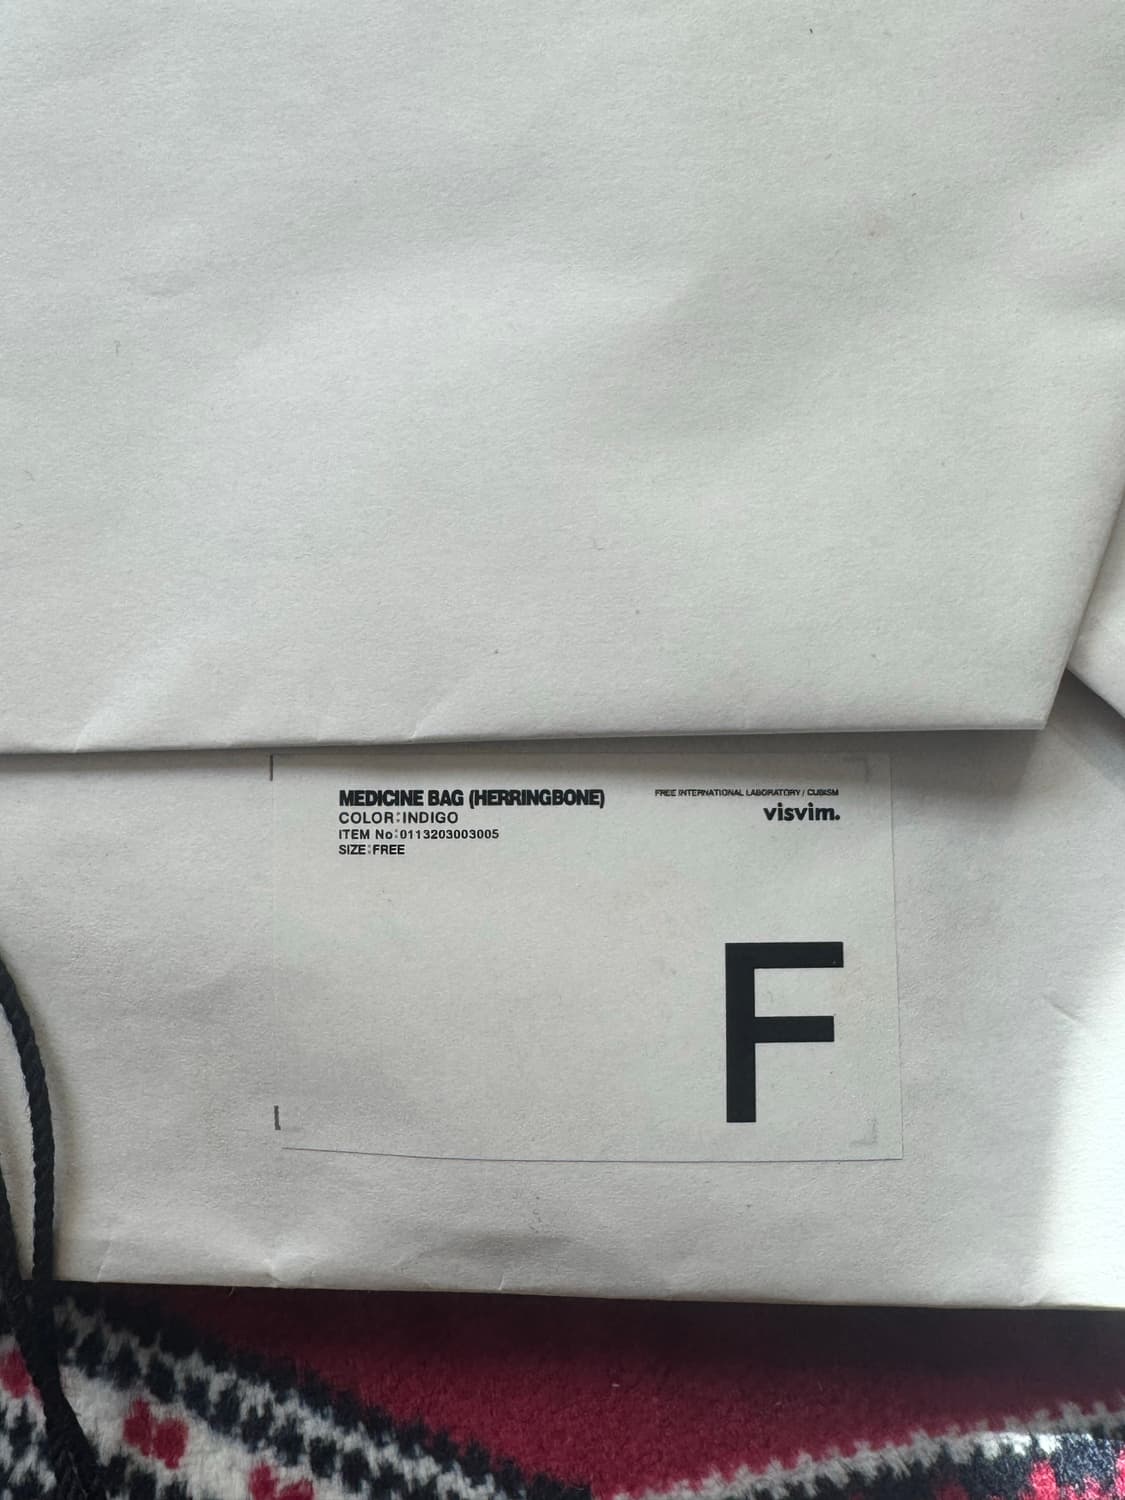 MEDICINE BAG (HERRINGBONE)
COLOR:INDIGO
ITEM No:0113203003005
SIZE:FREE
FREE INTERNATIONAL LABORATORY / CUBISM
visvim.
F